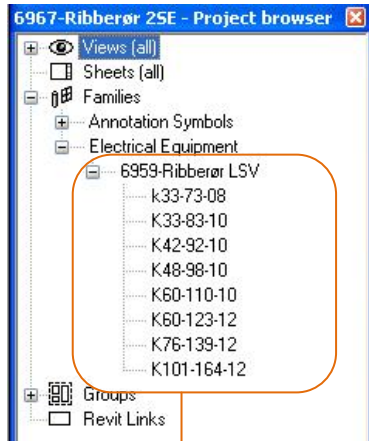 6967-Ribberør 2SE - Project browser
Views (all)
Sheets (all)
Families
Annotation Symbols
Electrical Equipment
6959-Ribberør LSV
k33-73-08
K33-83-10
K42-92-10
K48-98-10
K60-110-10
K60-123-12
K76-139-12
K101-164-12
Groups
Revit Links